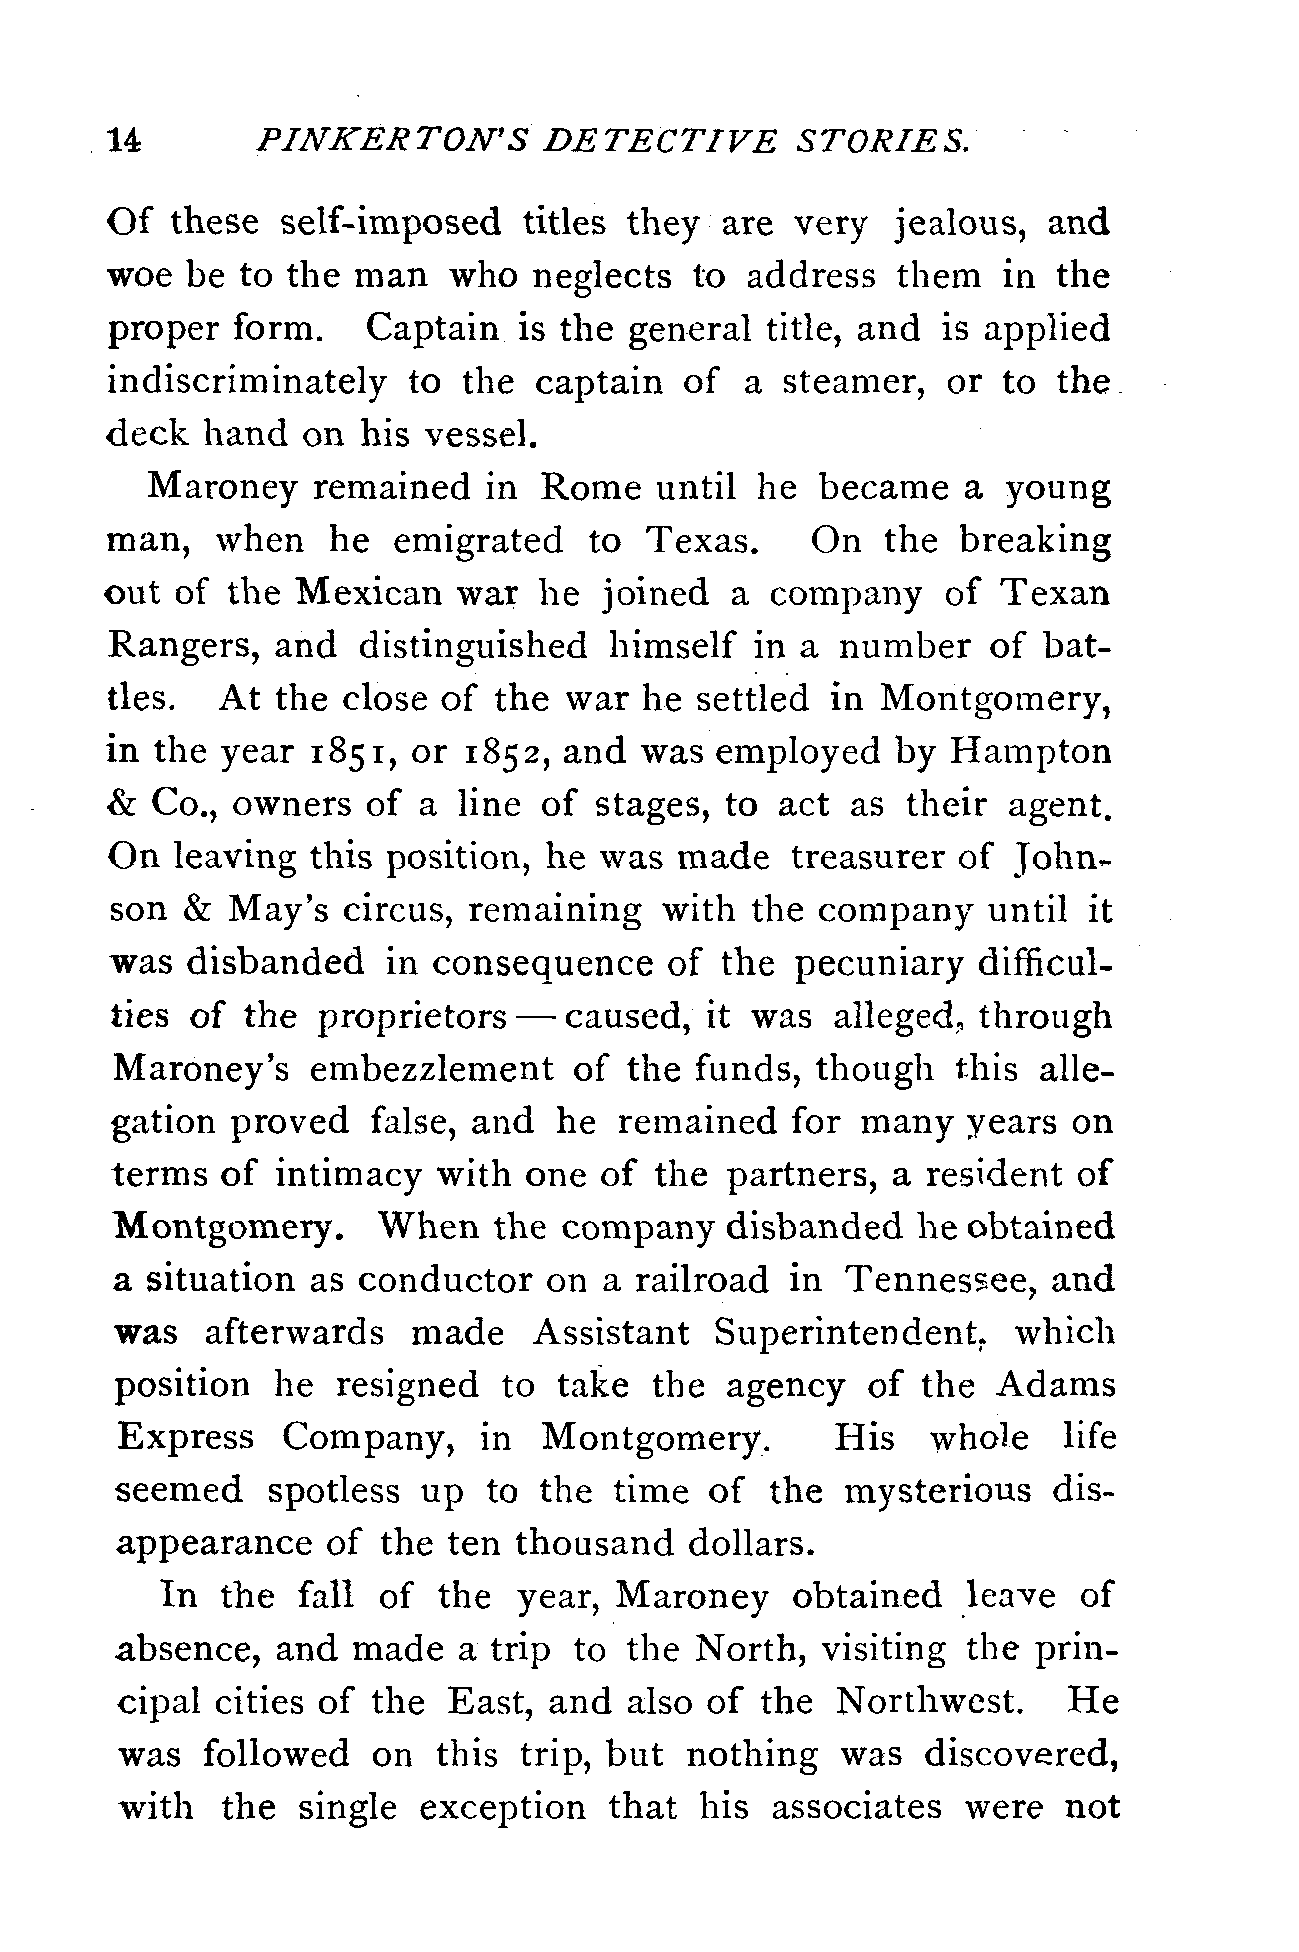 14 PINKERTON'S DETECTIVE STORIES.
Of these self-imposed titles they are very jealous, and
woe be to the man who neglects to address them in the
proper form. Captain is the general title, and is applied
indiscriminately to the captain of a steamer, or to the
deck hand on his vessel.
Maroney remained in Rome until he became a young
man, when he emigrated to Texas. On the breaking
out of the Mexican war he joined a company of Texan
Rangers, and distinguished himself in a number of bat-
tles. At the close of the war he settled in Montgomery,
in the year 1851, or 1852, and was employed by Hampton
& Co., owners of a line of stages, to act as their agent.
On leaving this position, he was made treasurer of John-
son & May's circus, remaining with the company until it
was disbanded in consequence of the pecuniary difficul-
ties of the proprietors — caused, it was alleged, through
Maroney's embezzlement of the funds, though this alle-
gation proved false, and he remained for many years on
terms of intimacy with one of the partners, a resident of
Montgomery. When the company disbanded he obtained
a situation as conductor on a railroad in Tennessee, and
was afterwards made Assistant Superintendent, which
position he resigned to take the agency of the Adams
Express Company, in Montgomery. His whole life
seemed spotless up to the time of the mysterious dis-
appearance of the ten thousand dollars.
In the fall of the year, Maroney obtained leave of
absence, and made a trip to the North, visiting the prin-
cipal cities of the East, and also of the Northwest. He
was followed on this trip, but nothing was discovered,
with the single exception that his associates were not